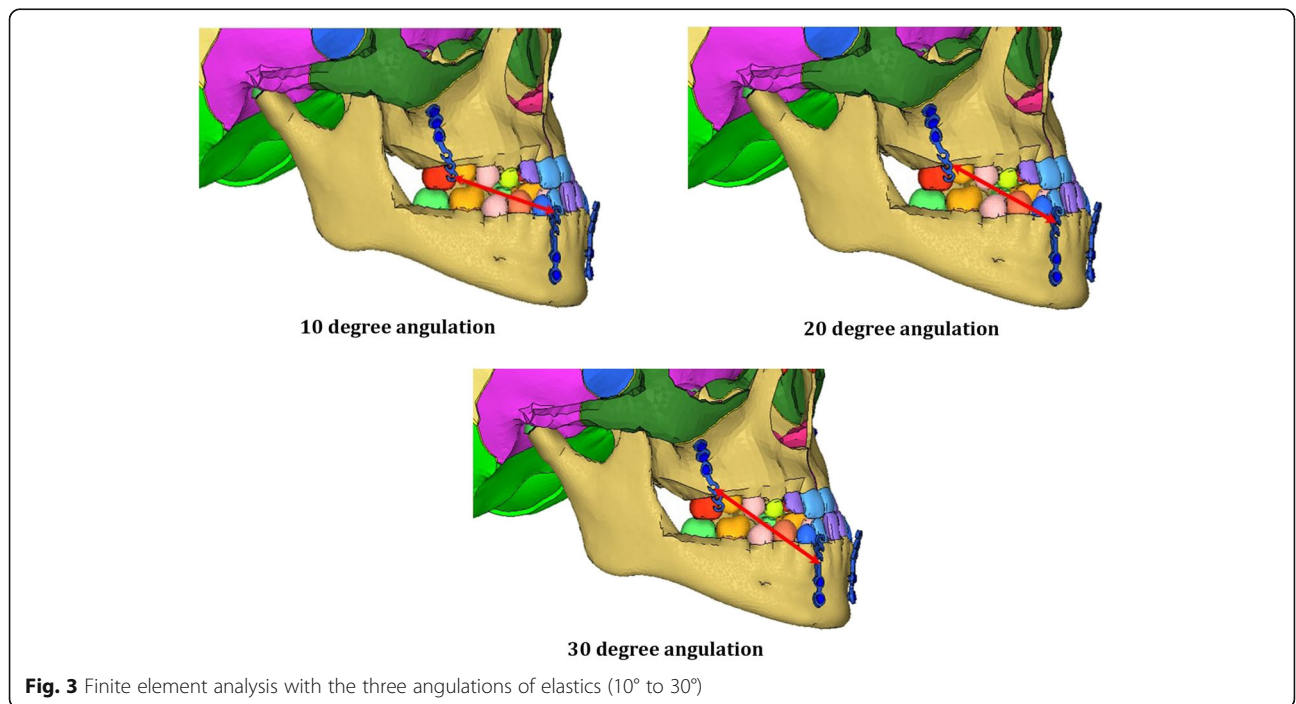 10 degree angulation
20 degree angulation
30 degree angulation
Fig. 3 Finite element analysis with the three angulations of elastics (10° to 30°)